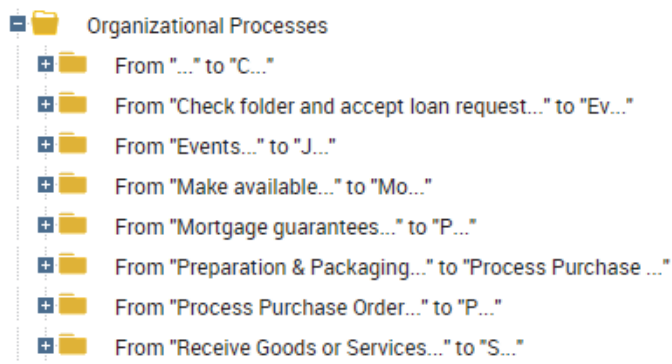 Organizational Processes
From "..." to "C..."
From "Check folder and accept loan request..." to "Ev..."
From "Events..." to "J..."
From "Make available..." to "Mo..."
From "Mortgage guarantees..." to "P..."
From "Preparation & Packaging..." to "Process Purchase ..."
From "Process Purchase Order..." to "P..."
From "Receive Goods or Services..." to "S..."